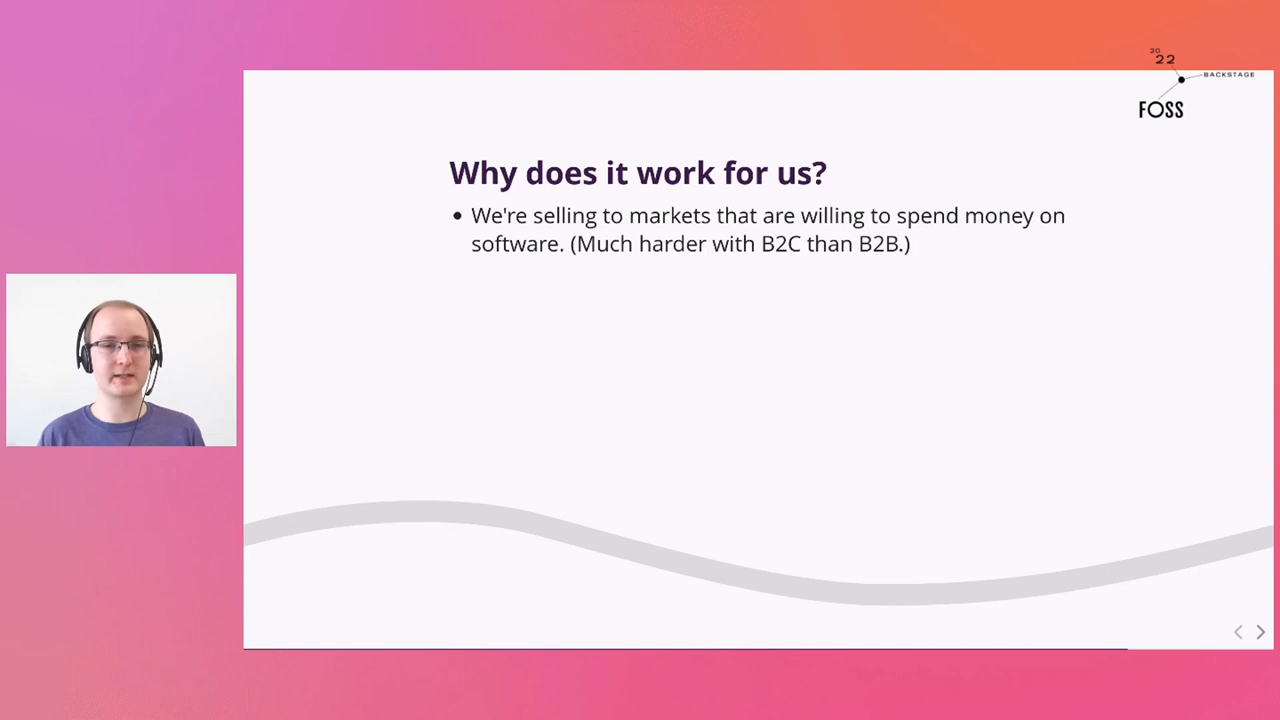 20
22
BACKSTAGE
FOSS
Why does it work for us?
• We're selling to markets that are willing to spend money on
software. (Much harder with B2C than B2B.)